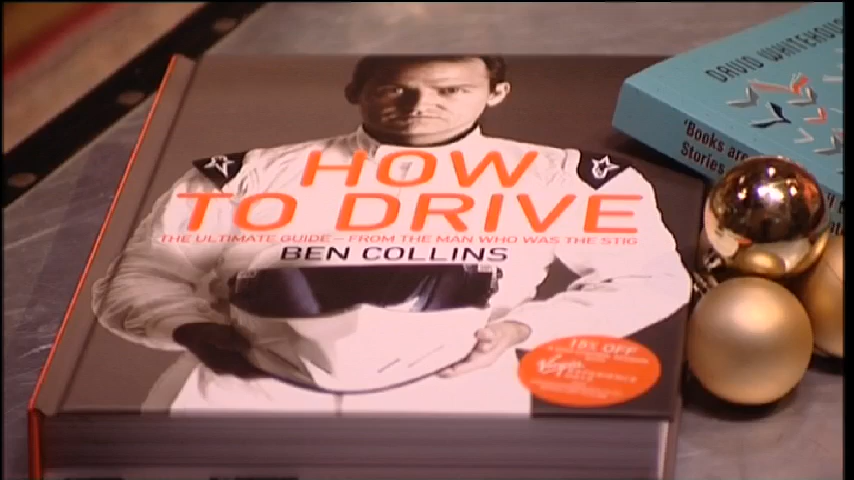 HOW
TO DRIVE
THE ULTIMATE GUIDE – FROM THE MAN WHO WAS THE STIG
BEN COLLINS
15% OFF
Virgin
DAVID WHITEHOUSE
'Books are
Stories